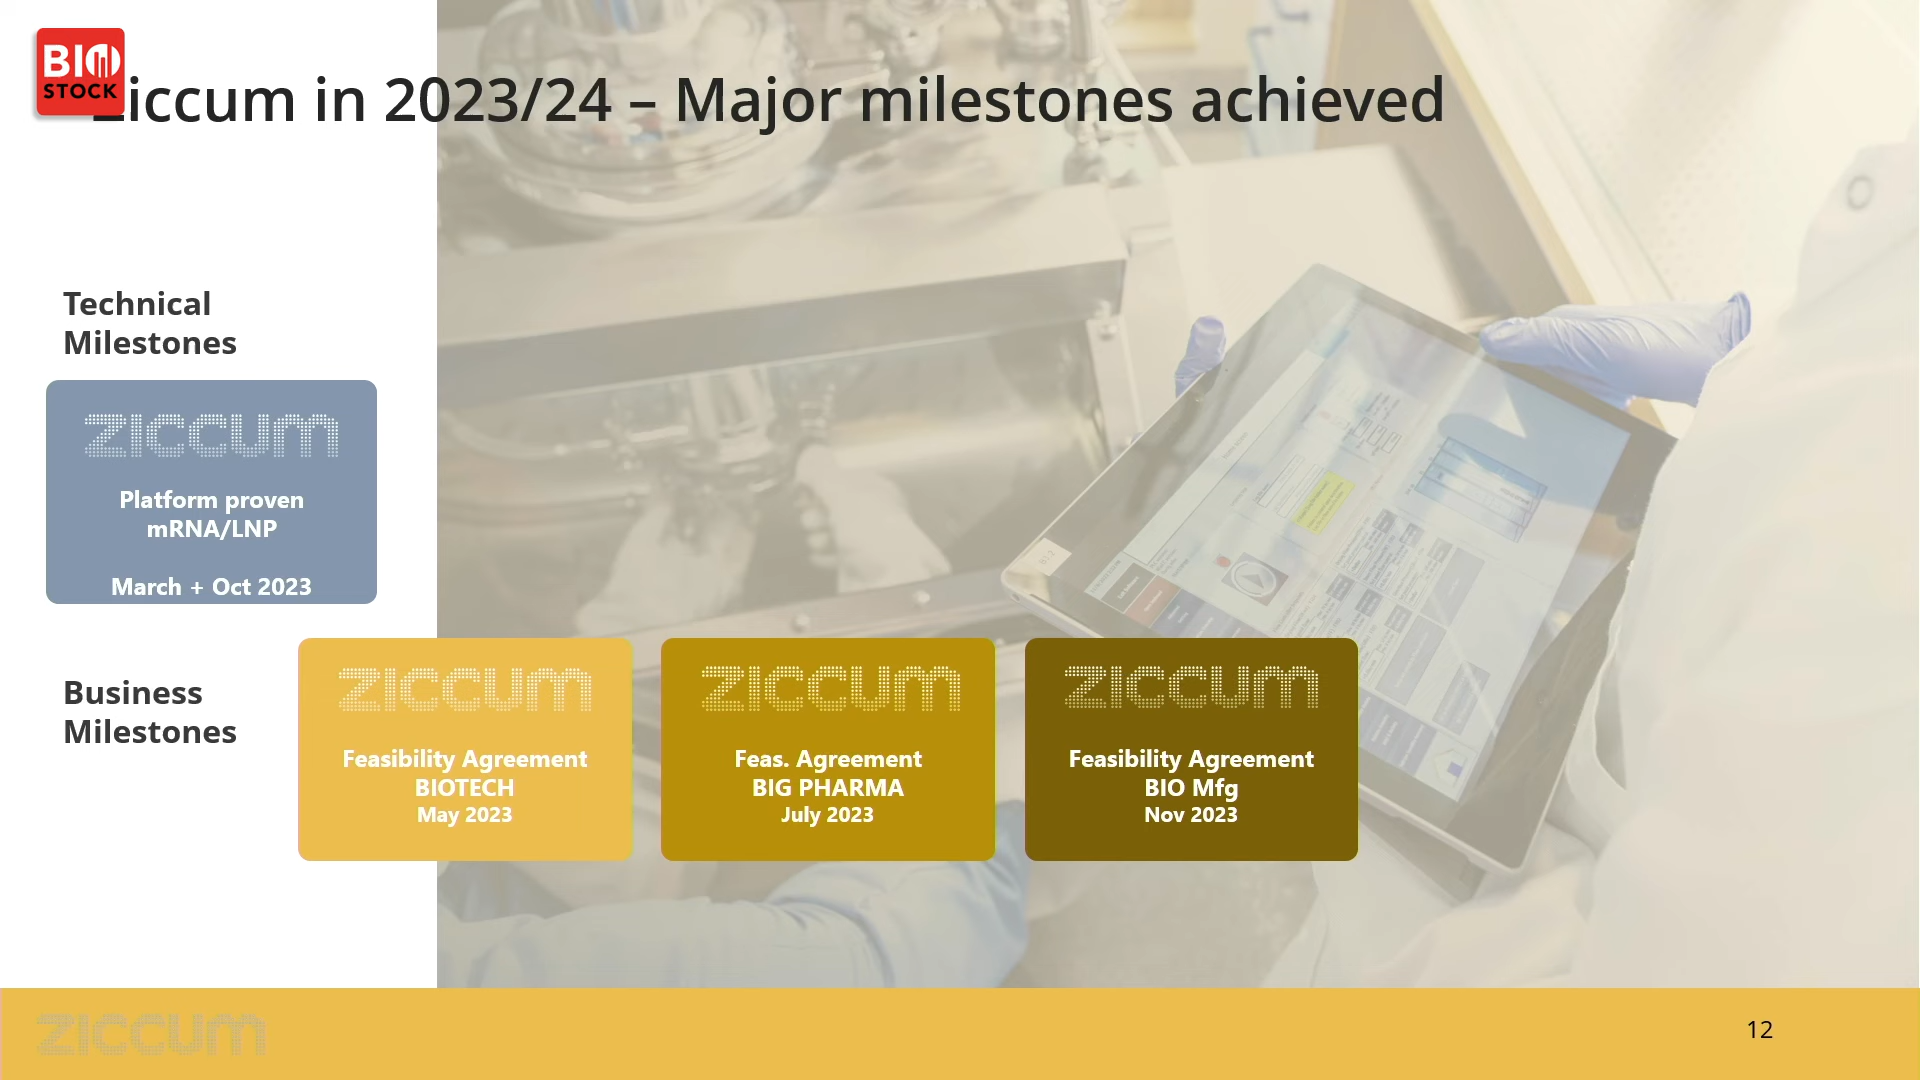 BIO
STOCK
Ziccum in 2023/24 – Major milestones achieved
Technical
Milestones
ziccum
Platform proven
mRNA/LNP
March + Oct 2023
Business
Milestones
ziccum
Feasibility Agreement
BIOTECH
May 2023
ziccum
Feas. Agreement
BIG PHARMA
July 2023
ziccum
Feasibility Agreement
BIO Mfg
Nov 2023
ziccum
12